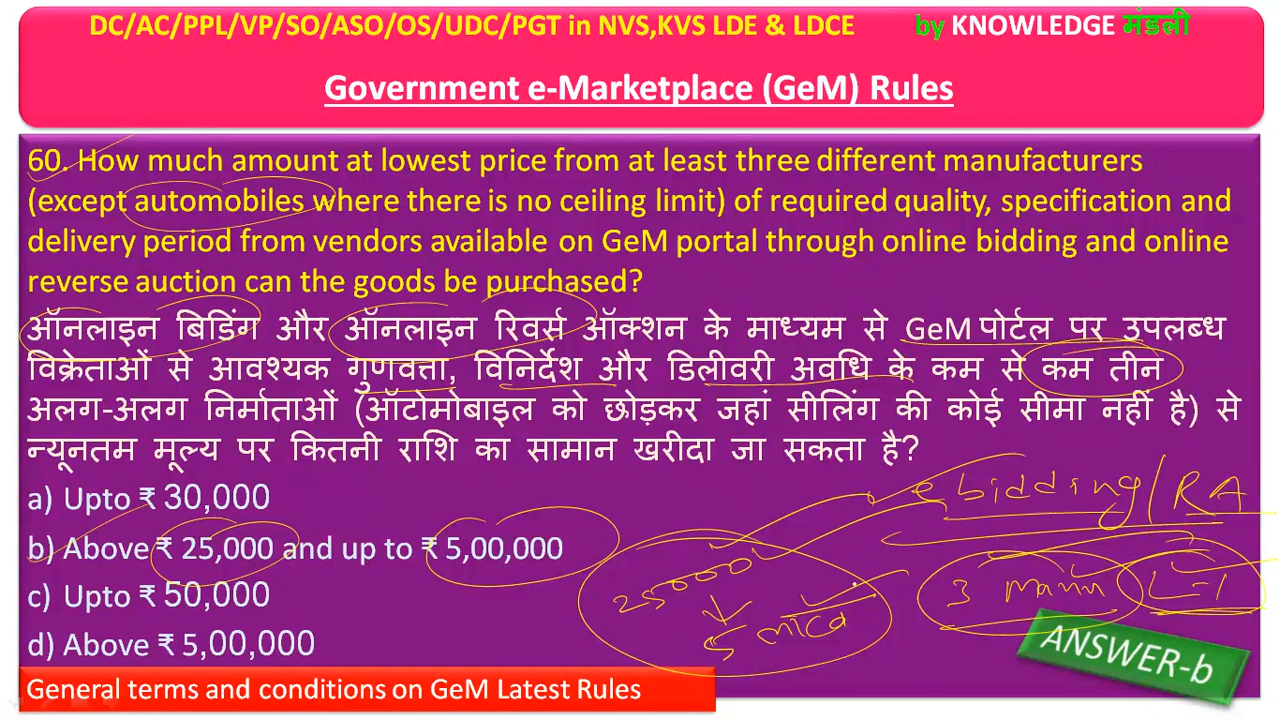 DC/AC/PPL/VP/SO/ASO/OS/UDC/PGT in NVS,KVS LDE & LDCE by KNOWLEDGE मंडली
Government e-Marketplace (GeM) Rules
60. How much amount at lowest price from at least three different manufacturers
(except automobiles where there is no ceiling limit) of required quality, specification and
delivery period from vendors available on GeM portal through online bidding and online
reverse auction can the goods be purchased?
ऑनलाइन बिडिंग और ऑनलाइन रिवर्स ऑक्शन के माध्यम से GeM पोर्टल पर उपलब्ध
विक्रेताओं से आवश्यक गुणवत्ता, विनिर्देश और डिलीवरी अवधि के कम से कम तीन
अलग-अलग निर्माताओं (ऑटोमोबाइल को छोड़कर जहां सीलिंग की कोई सीमा नहीं है) से
न्यूनतम मूल्य पर कितनी राशि का सामान खरीदा जा सकता है?
a) Upto ₹ 30,000
e bidding/RA
b) Above ₹ 25,000 and up to ₹ 5,00,000
25000
3 Manu L-1
c) Upto ₹ 50,000
5 लाख
ANSWER-b
d) Above ₹ 5,00,000
General terms and conditions on GeM Latest Rules